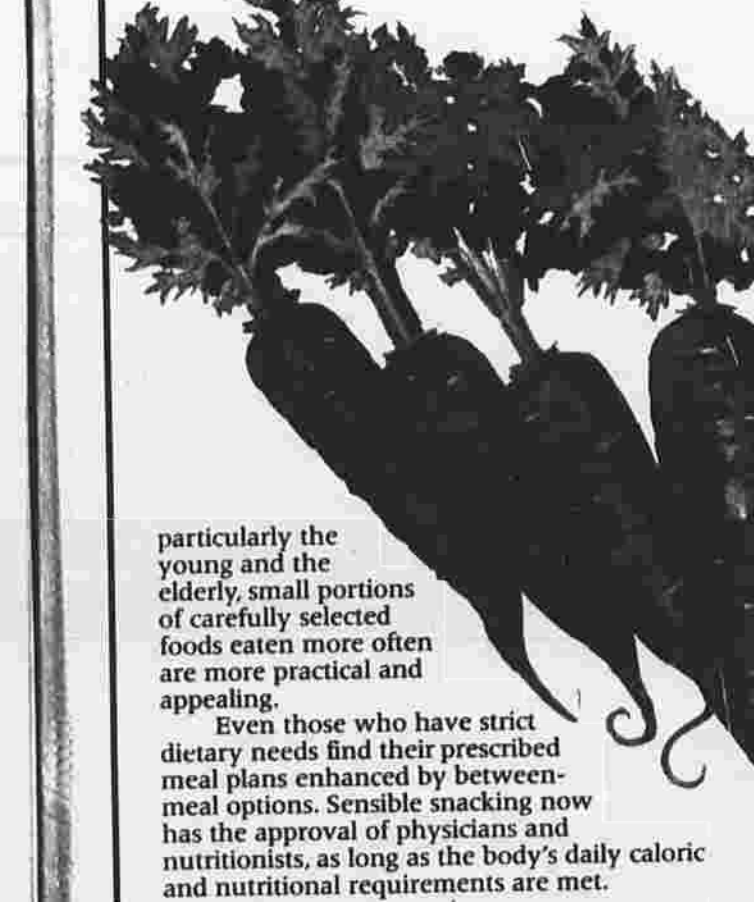 particularly the
young and the
elderly, small portions
of carefully selected
foods eaten more often
are more practical and
appealing.
Even those who have strict
dietary needs find their prescribed
meal plans enhanced by between-
meal options. Sensible snacking now
has the approval of physicians and
nutritionists, as long as the body's daily caloric
and nutritional requirements are met.